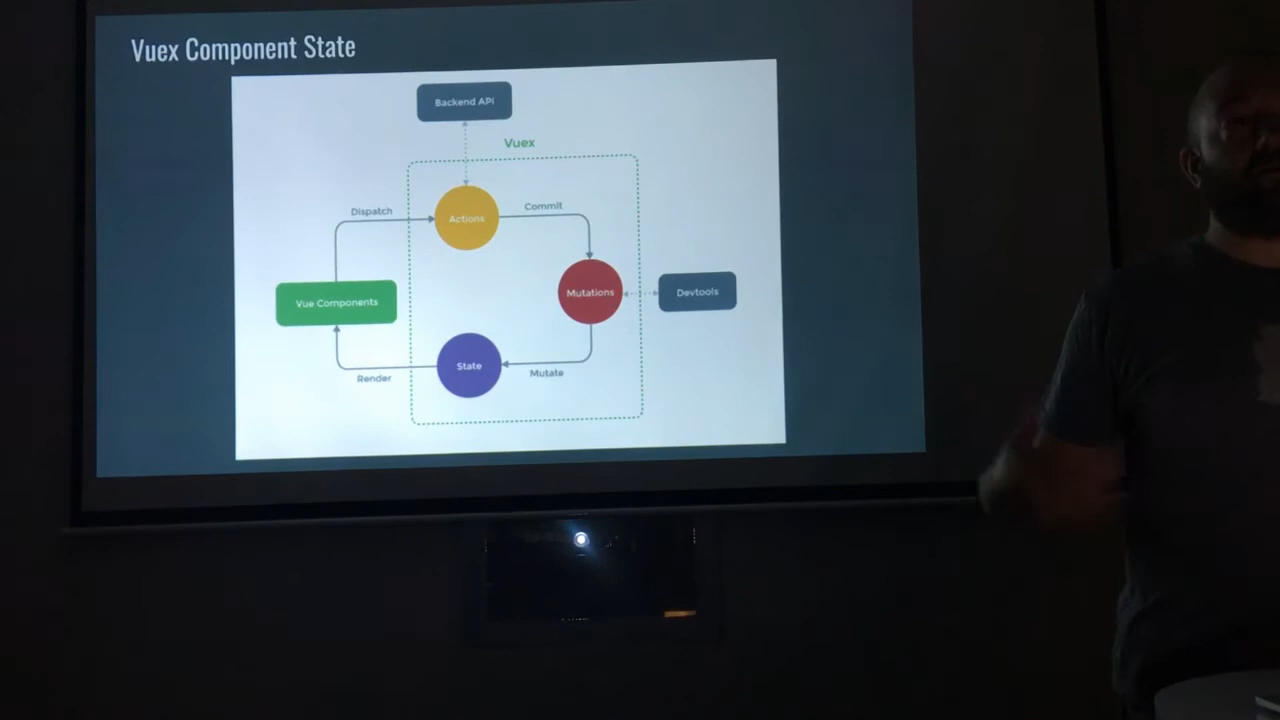 Vuex Component State
Backend API
Vuex
Dispatch
Actions
Commit
Vue Components
Mutations
Devtools
State
Render
Mutate